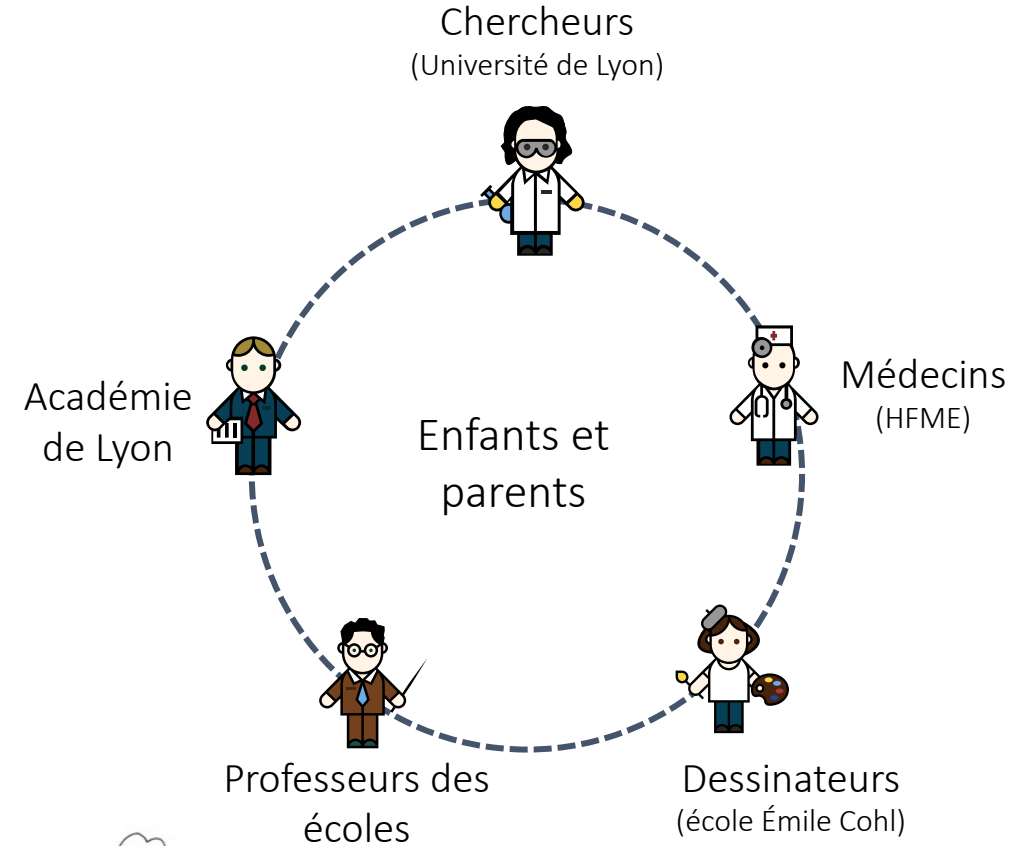 Chercheurs
(Université de Lyon)
Médecins
(HFME)
Académie
de Lyon
Enfants et
parents
Professeurs des
écoles
Dessinateurs
(école Émile Cohl)